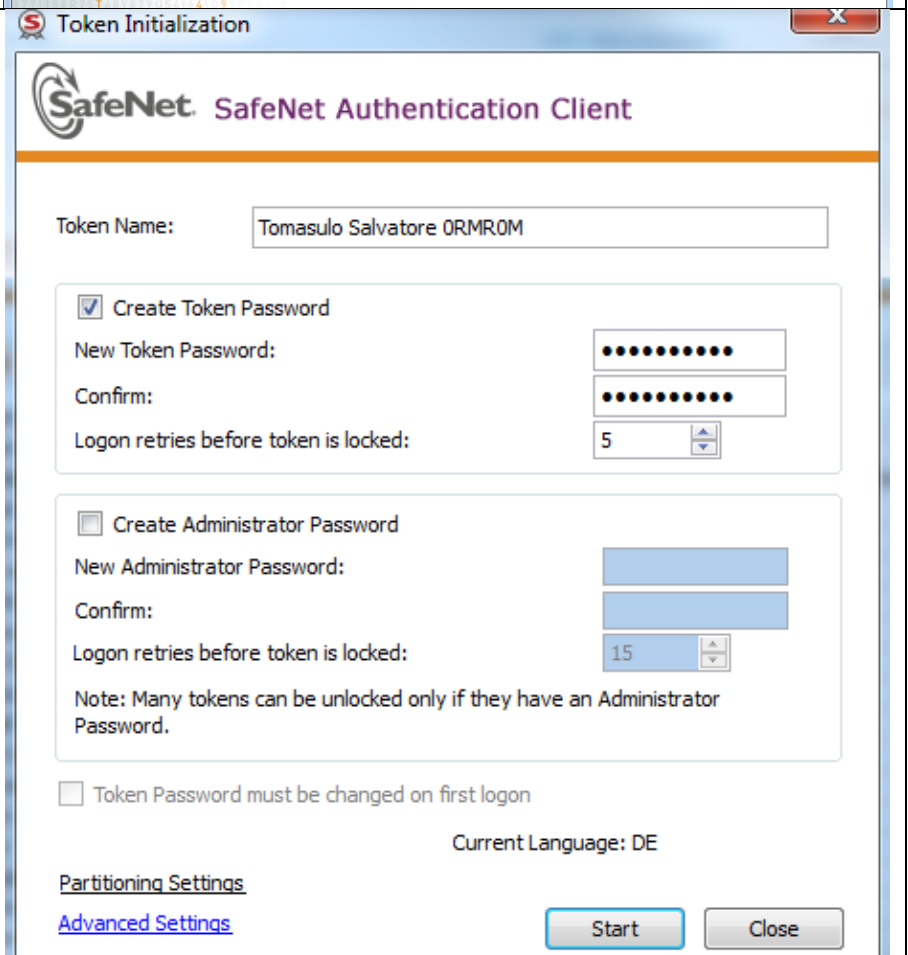 Token Initialization
SafeNet. SafeNet Authentication Client
Token Name: Tomasulo Salvatore 0RMR0M
Create Token Password
New Token Password: ••••••••••
Confirm: ••••••••••
Logon retries before token is locked: 5
Create Administrator Password
New Administrator Password:
Confirm:
Logon retries before token is locked: 15
Note: Many tokens can be unlocked only if they have an Administrator
Password.
Token Password must be changed on first logon
Current Language: DE
Partitioning Settings
Advanced Settings Start Close